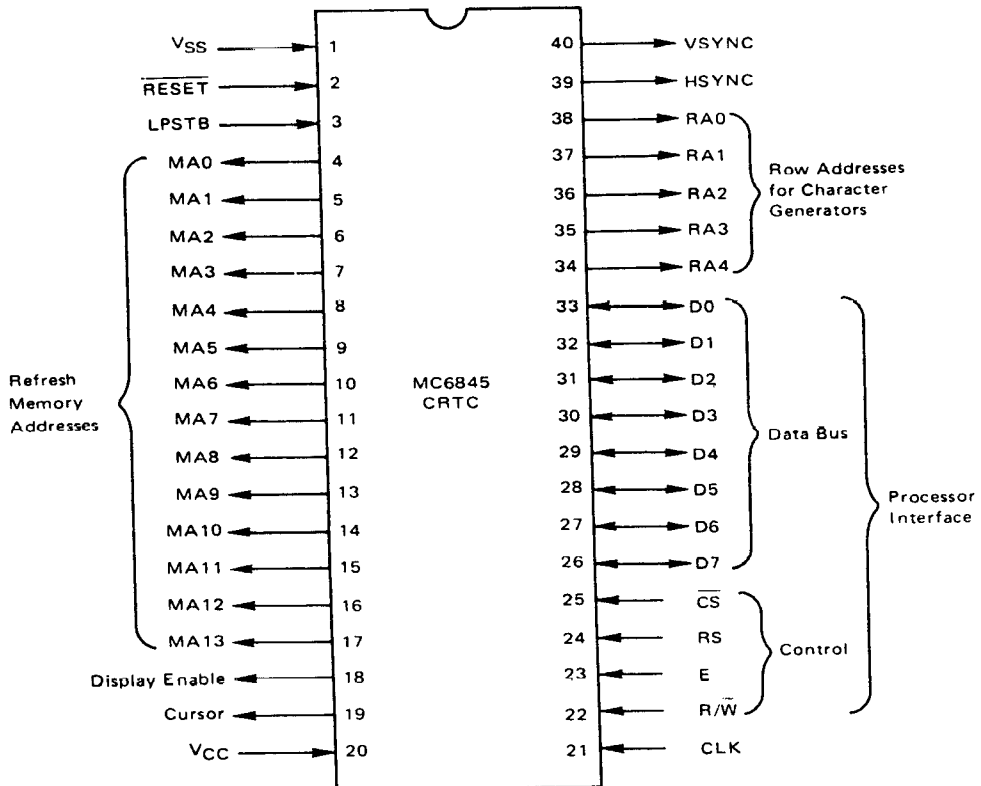 VSS 1
RESET 2
LPSTB 3
MA0 4
MA1 5
MA2 6
MA3 7
MA4 8
MA5 9
MA6 10
MA7 11
MA8 12
MA9 13
MA10 14
MA11 15
MA12 16
MA13 17
Display Enable 18
Cursor 19
VCC 20
Refresh
Memory
Addresses
MC6845
CRTC
40 VSYNC
39 HSYNC
38 RA0
37 RA1
36 RA2
35 RA3
34 RA4
Row Addresses
for Character
Generators
33 D0
32 D1
31 D2
30 D3
29 D4
28 D5
27 D6
26 D7
Data Bus
25 CS
24 RS
23 E
22 R/W
Control
Processor
Interface
21 CLK